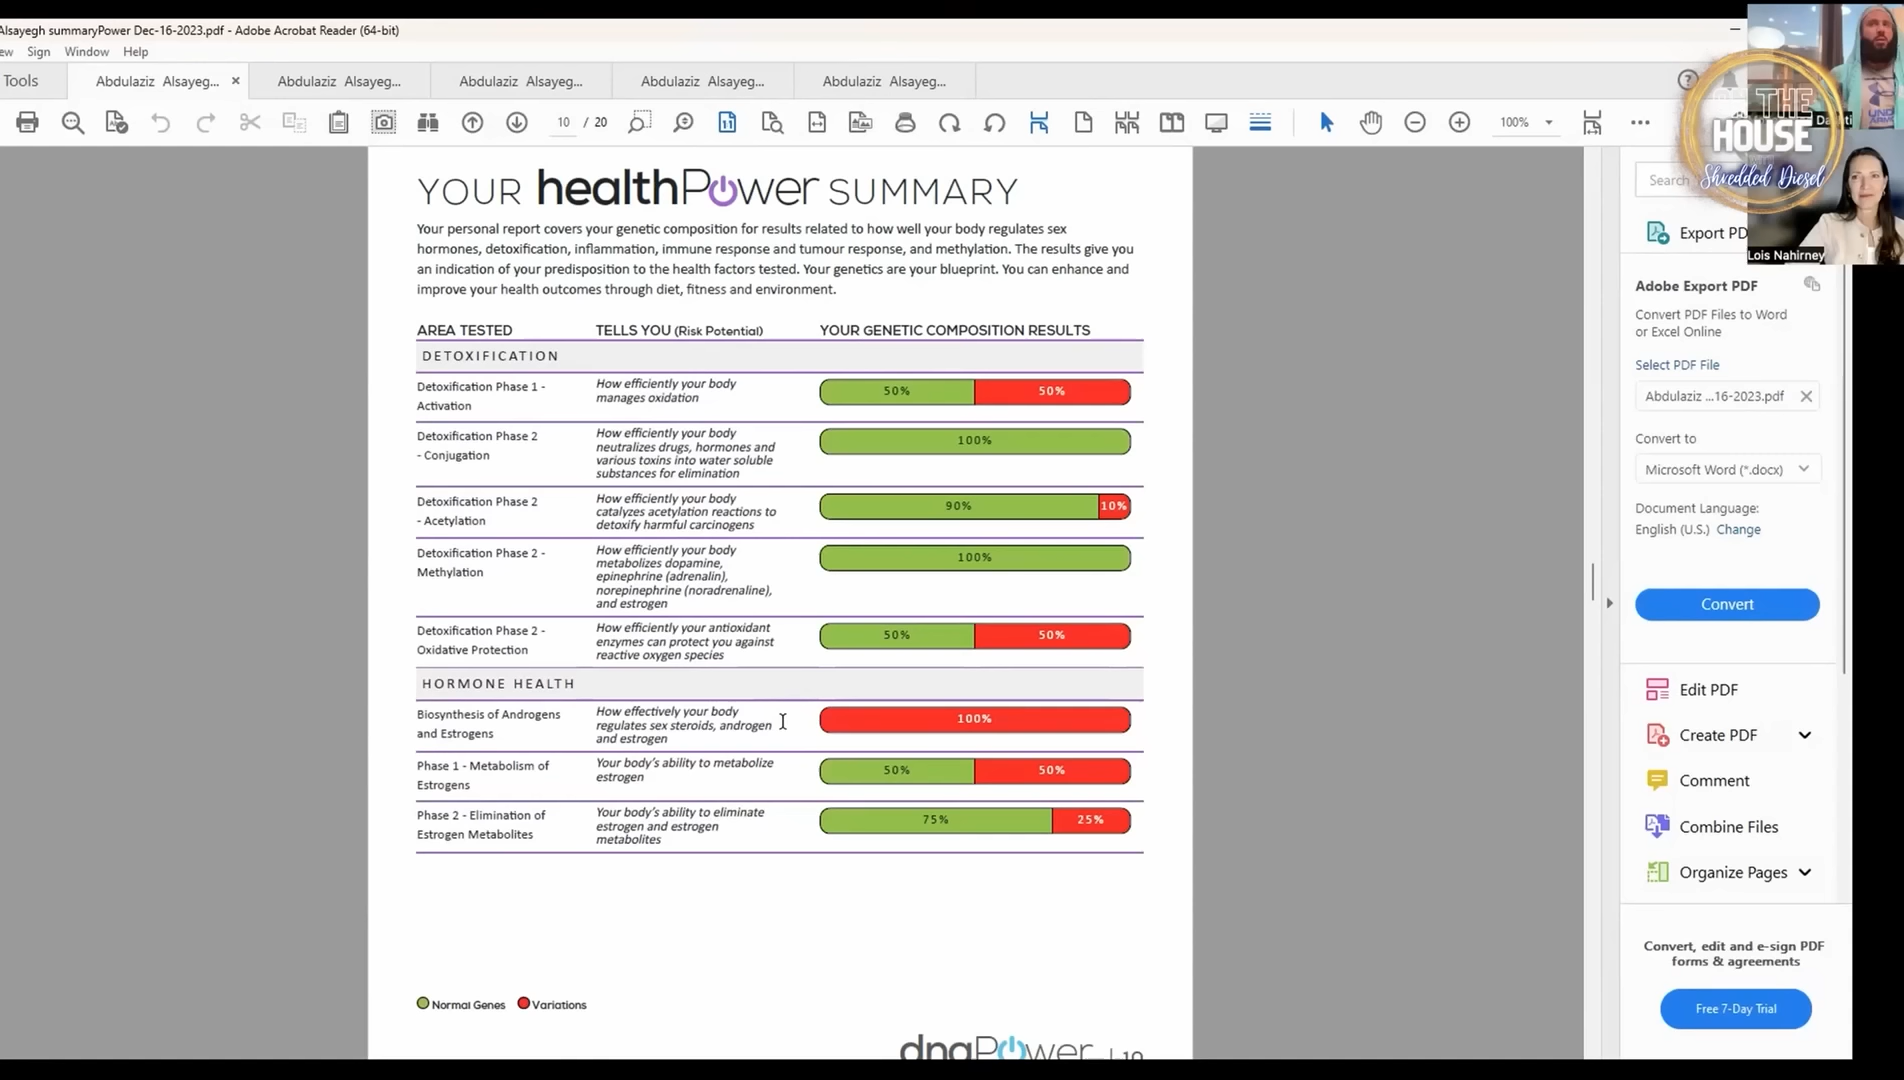 Alsayegh summaryPower Dec-16-2023.pdf - Adobe Acrobat Reader (64-bit)
ew Sign Window Help
Tools Abdulaziz Alsayeg... × Abdulaziz Alsayeg... Abdulaziz Alsayeg... Abdulaziz Alsayeg... Abdulaziz Alsayeg...
10 / 20 100%
THE
HOUSE
Shredded Diesel
Lois Nahirney
YOUR healthPower SUMMARY
Your personal report covers your genetic composition for results related to how well your body regulates sex
hormones, detoxification, inflammation, immune response and tumour response, and methylation. The results give you
an indication of your predisposition to the health factors tested. Your genetics are your blueprint. You can enhance and
improve your health outcomes through diet, fitness and environment.
AREA TESTED TELLS YOU (Risk Potential) YOUR GENETIC COMPOSITION RESULTS
DETOXIFICATION
Detoxification Phase 1 -
Activation
How efficiently your body
manages oxidation
50% 50%
Detoxification Phase 2
- Conjugation
How efficiently your body
neutralizes drugs, hormones and
various toxins into water soluble
substances for elimination
100%
Detoxification Phase 2
- Acetylation
How efficiently your body
catalyzes acetylation reactions to
detoxify harmful carcinogens
90% 10%
Detoxification Phase 2 -
Methylation
How efficiently your body
metabolizes dopamine,
epinephrine (adrenalin),
norepinephrine (noradrenaline),
and estrogen
100%
Detoxification Phase 2 -
Oxidative Protection
How efficiently your antioxidant
enzymes can protect you against
reactive oxygen species
50% 50%
HORMONE HEALTH
Biosynthesis of Androgens
and Estrogens
How effectively your body
regulates sex steroids, androgen
and estrogen
100%
Phase 1 - Metabolism of
Estrogens
Your body's ability to metabolize
estrogen
50% 50%
Phase 2 - Elimination of
Estrogen Metabolites
Your body's ability to eliminate
estrogen and estrogen
metabolites
75% 25%
Normal Genes Variations
dnaPower | 10
Search
Export PD
Adobe Export PDF
Convert PDF Files to Word
or Excel Online
Select PDF File
Abdulaziz ...16-2023.pdf
Convert to
Microsoft Word (*.docx)
Document Language:
English (U.S.) Change
Convert
Edit PDF
Create PDF
Comment
Combine Files
Organize Pages
Convert, edit and e-sign PDF
forms & agreements
Free 7-Day Trial